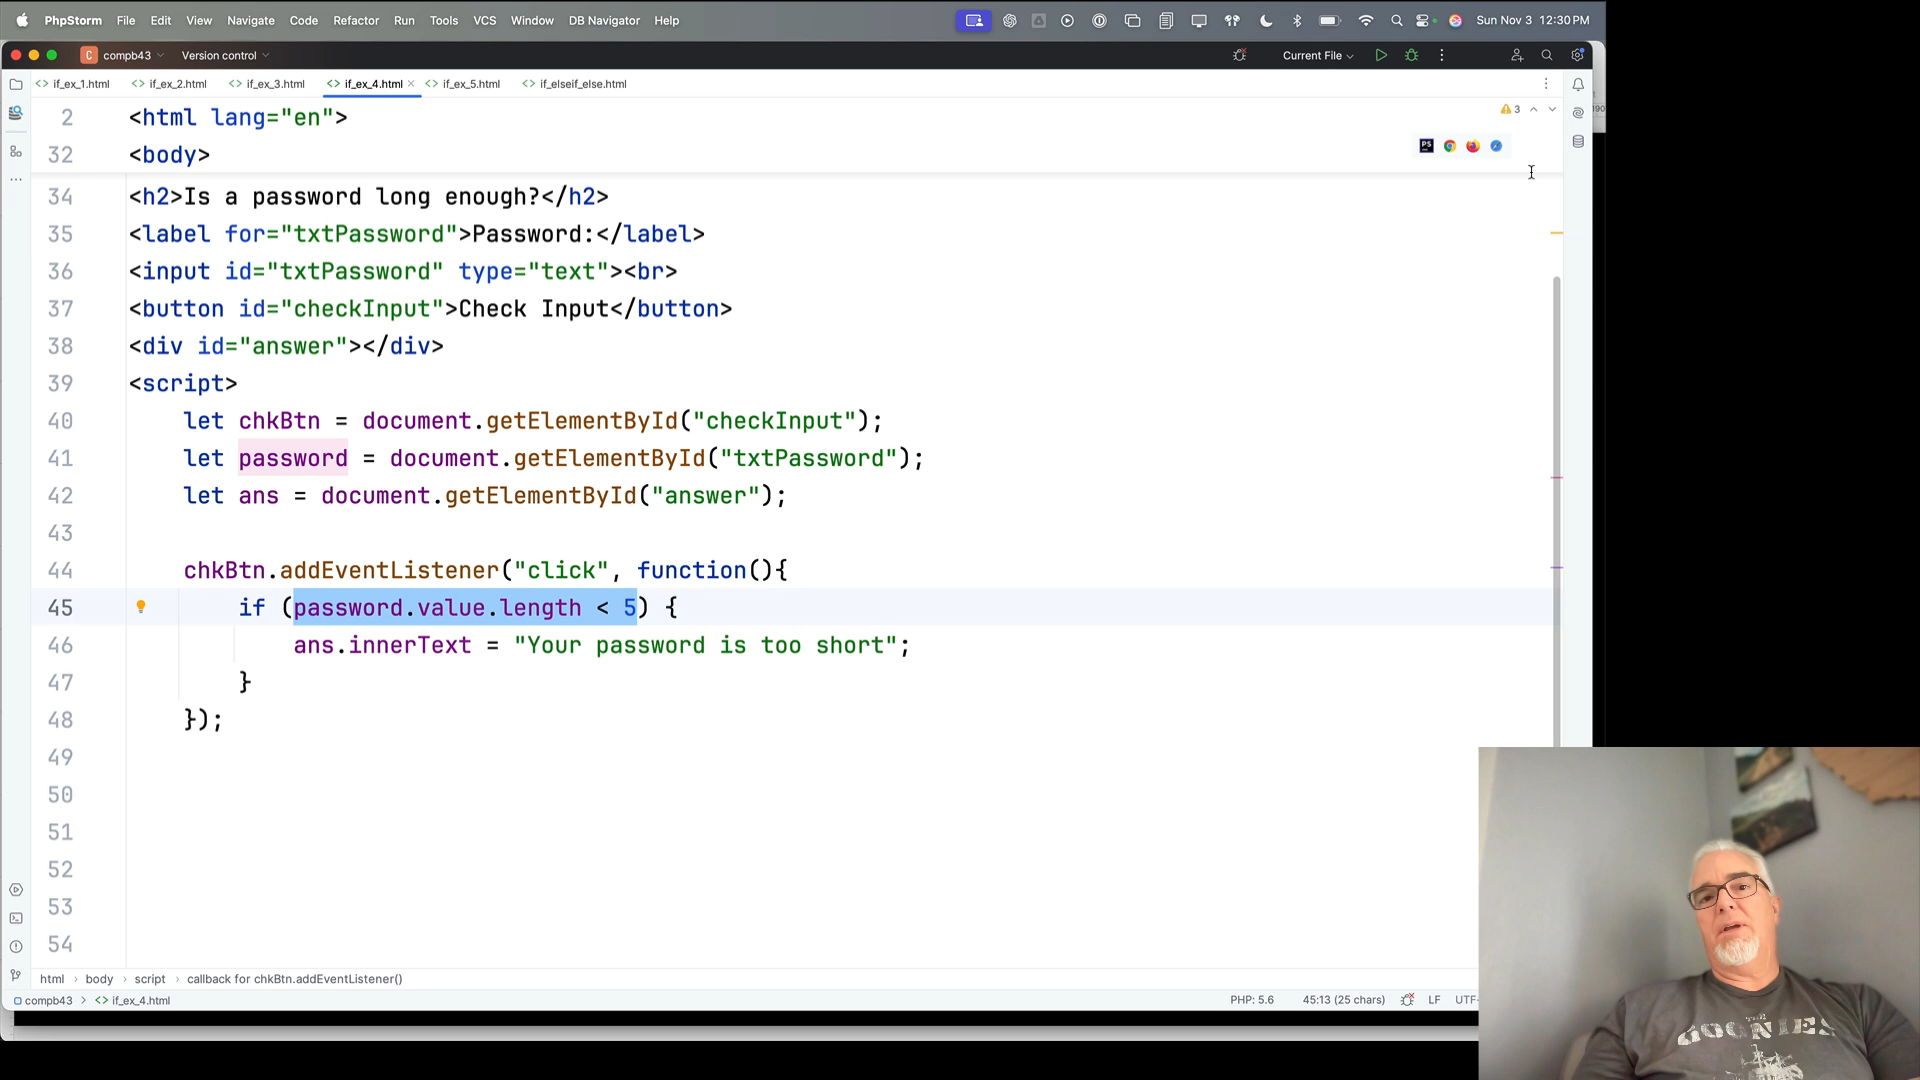 PhpStorm File Edit View Navigate Code Refactor Run Tools VCS Window DB Navigator Help Sun Nov 3 12:30 PM
C compb43 Version control Current File
<> if_ex_1.html <> if_ex_2.html <> if_ex_3.html <> if_ex_4.html <> if_ex_5.html <> if_elseif_else.html
2 <html lang="en"> 3
32 <body>
PS
34 <h2>Is a password long enough?</h2>
35 <label for="txtPassword">Password:</label>
36 <input id="txtPassword" type="text"><br>
37 <button id="checkInput">Check Input</button>
38 <div id="answer"></div>
39 <script>
40 let chkBtn = document.getElementById("checkInput");
41 let password = document.getElementById("txtPassword");
42 let ans = document.getElementById("answer");
43
44 chkBtn.addEventListener("click", function(){
45 if (password.value.length < 5) {
46 ans.innerText = "Your password is too short";
47 }
48 });
49
50
51
52
53
54
html > body > script > callback for chkBtn.addEventListener()
compb43 > <> if_ex_4.html PHP: 5.6 45:13 (25 chars) LF UTF-
THE
GOONIES